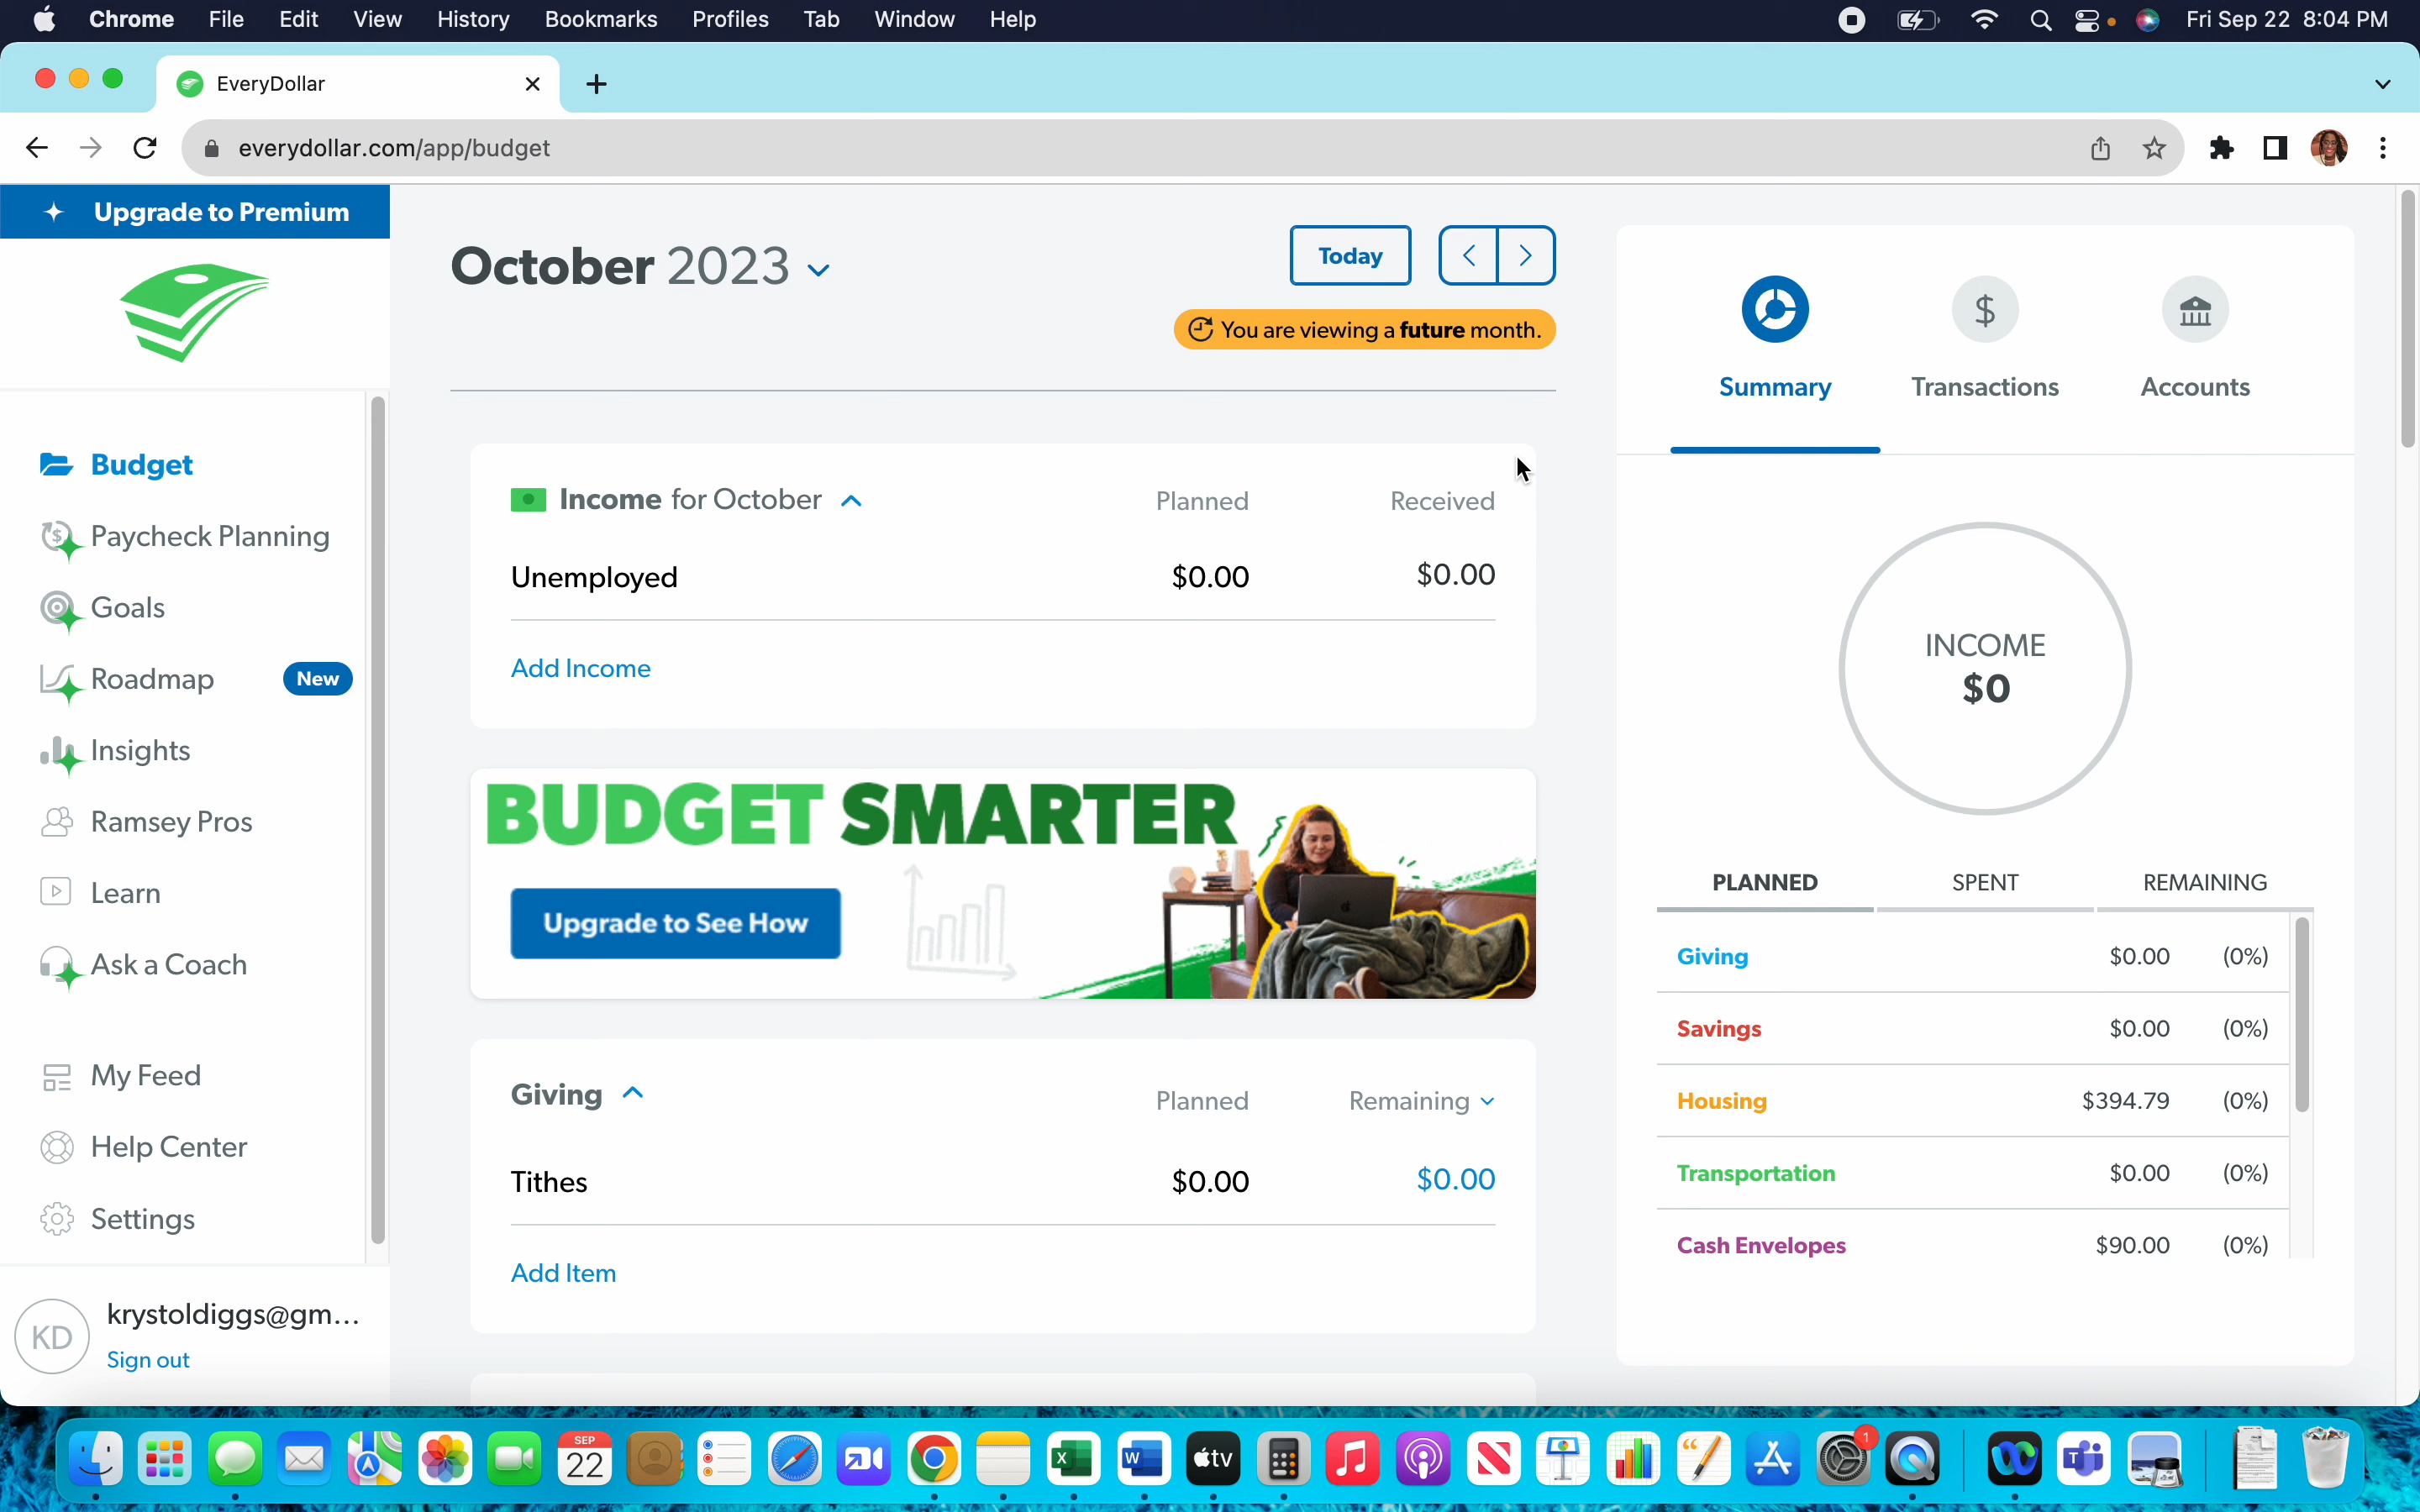 Chrome File Edit View History Bookmarks Profiles Tab Window Help Fri Sep 22 8:04 PM
EveryDollar
everydollar.com/app/budget
Upgrade to Premium
October 2023
Today
You are viewing a future month.
Budget
Paycheck Planning
Goals
Roadmap New
Insights
Ramsey Pros
Learn
Ask a Coach
My Feed
Help Center
Settings
KD
krystoldiggs@gm...
Sign out
Income for October Planned Received
Unemployed $0.00 $0.00
Add Income
BUDGET SMARTER
Upgrade to See How
Giving Planned Remaining
Tithes $0.00 $0.00
Add Item
Summary Transactions Accounts
INCOME
$0
PLANNED SPENT REMAINING
Giving $0.00 (0%)
Savings $0.00 (0%)
Housing $394.79 (0%)
Transportation $0.00 (0%)
Cash Envelopes $90.00 (0%)
SEP
22
tv
1